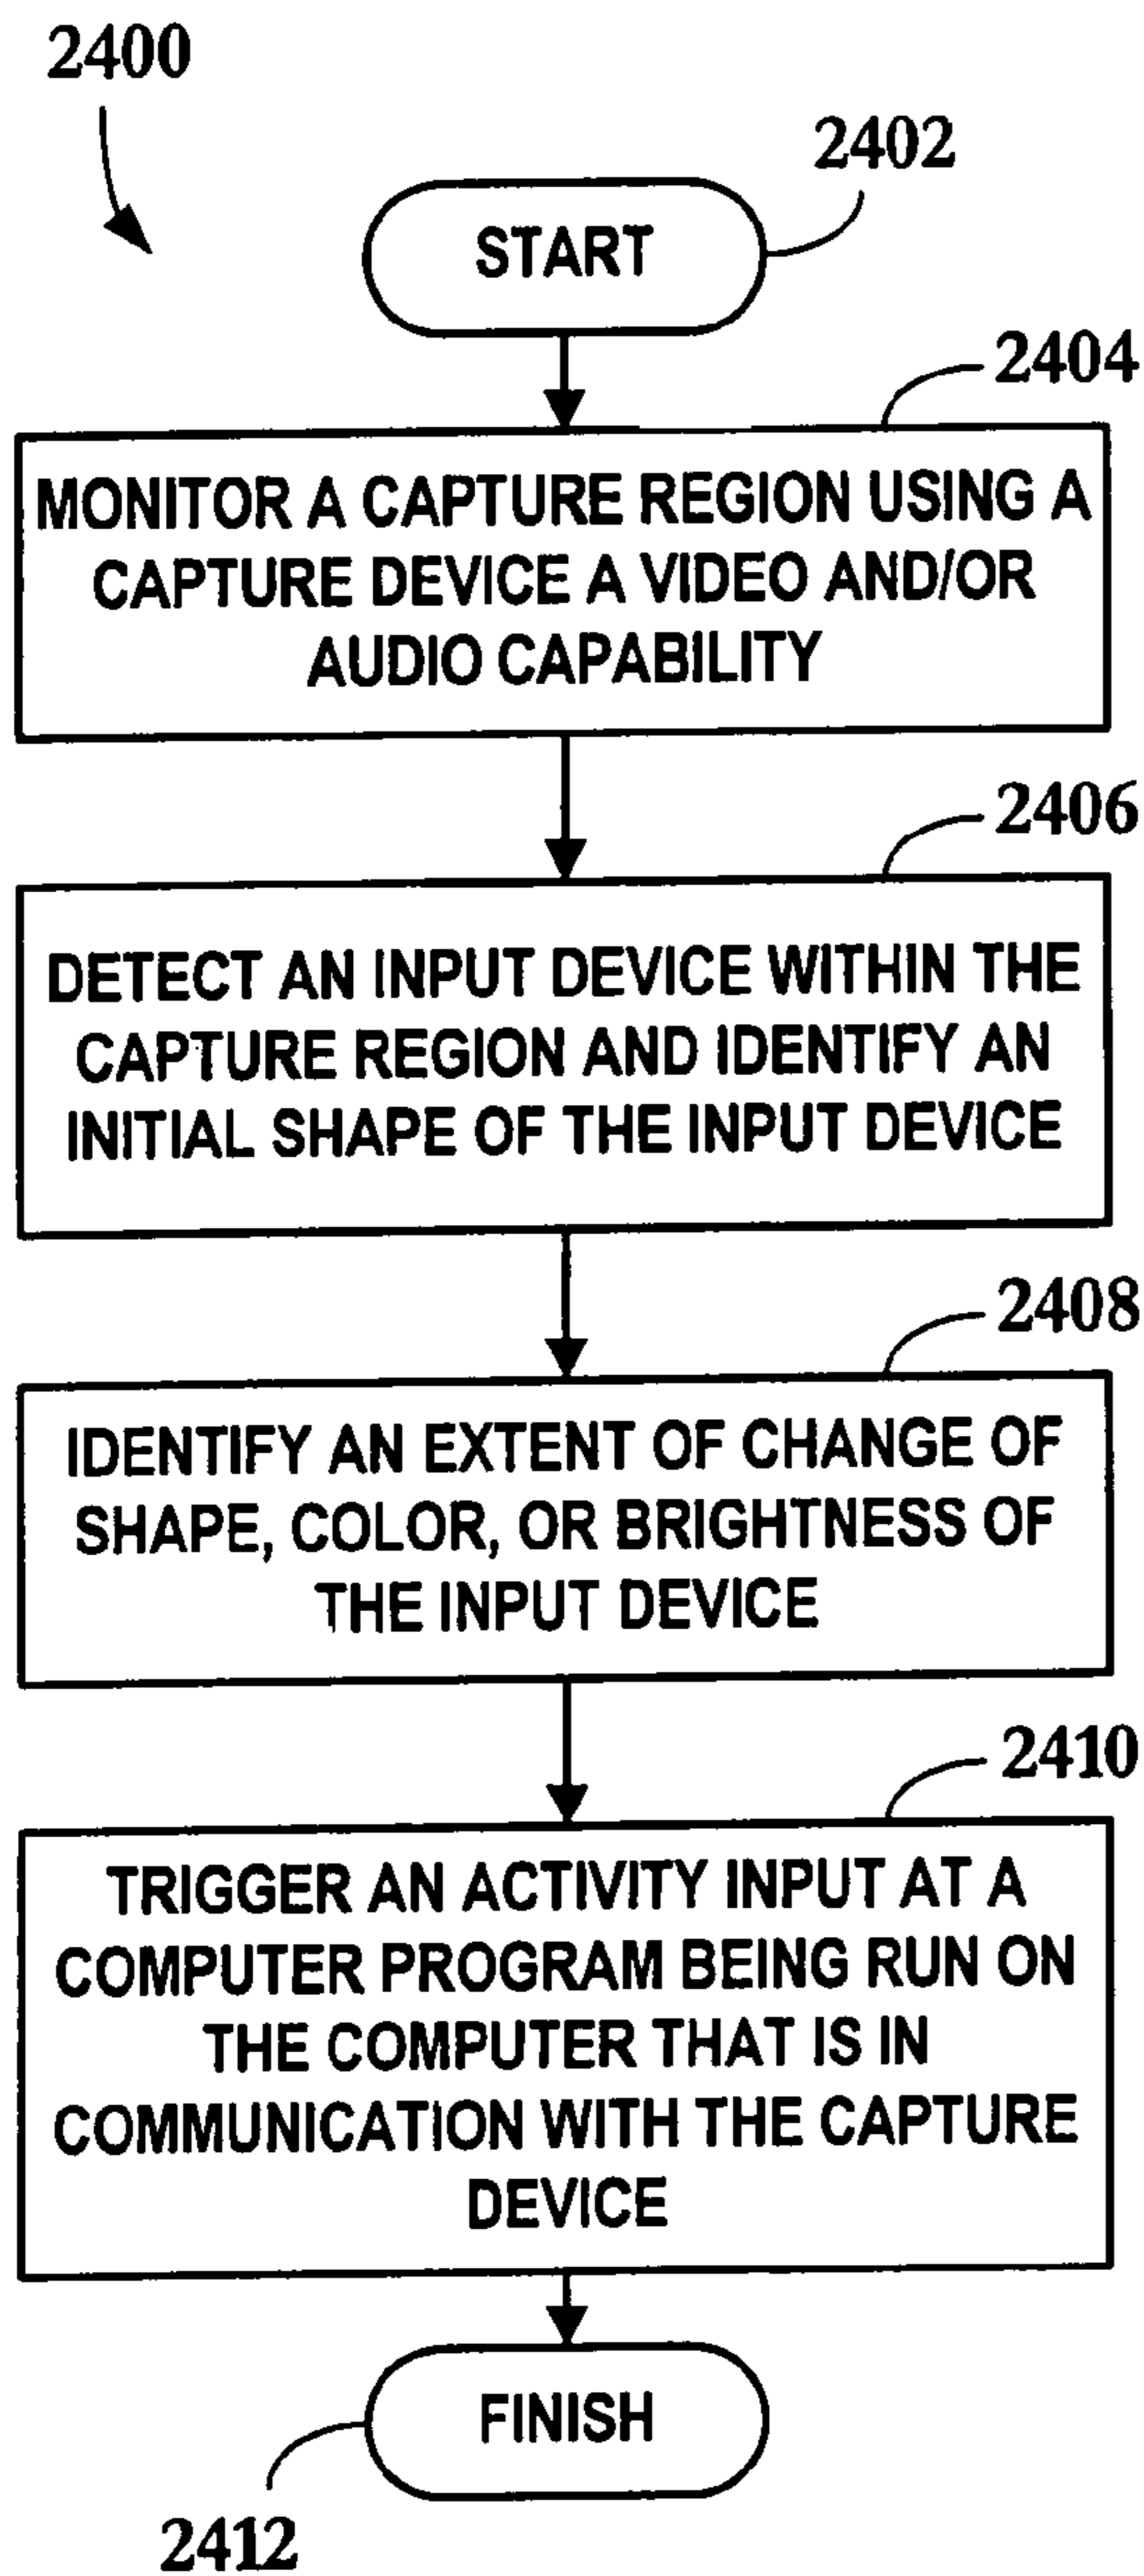 2400
2402
START
2404
MONITOR A CAPTURE REGION USING A
CAPTURE DEVICE A VIDEO AND/OR
AUDIO CAPABILITY
2406
DETECT AN INPUT DEVICE WITHIN THE
CAPTURE REGION AND IDENTIFY AN
INITIAL SHAPE OF THE INPUT DEVICE
2408
IDENTIFY AN EXTENT OF CHANGE OF
SHAPE, COLOR, OR BRIGHTNESS OF
THE INPUT DEVICE
2410
TRIGGER AN ACTIVITY INPUT AT A
COMPUTER PROGRAM BEING RUN ON
THE COMPUTER THAT IS IN
COMMUNICATION WITH THE CAPTURE
DEVICE
FINISH
2412